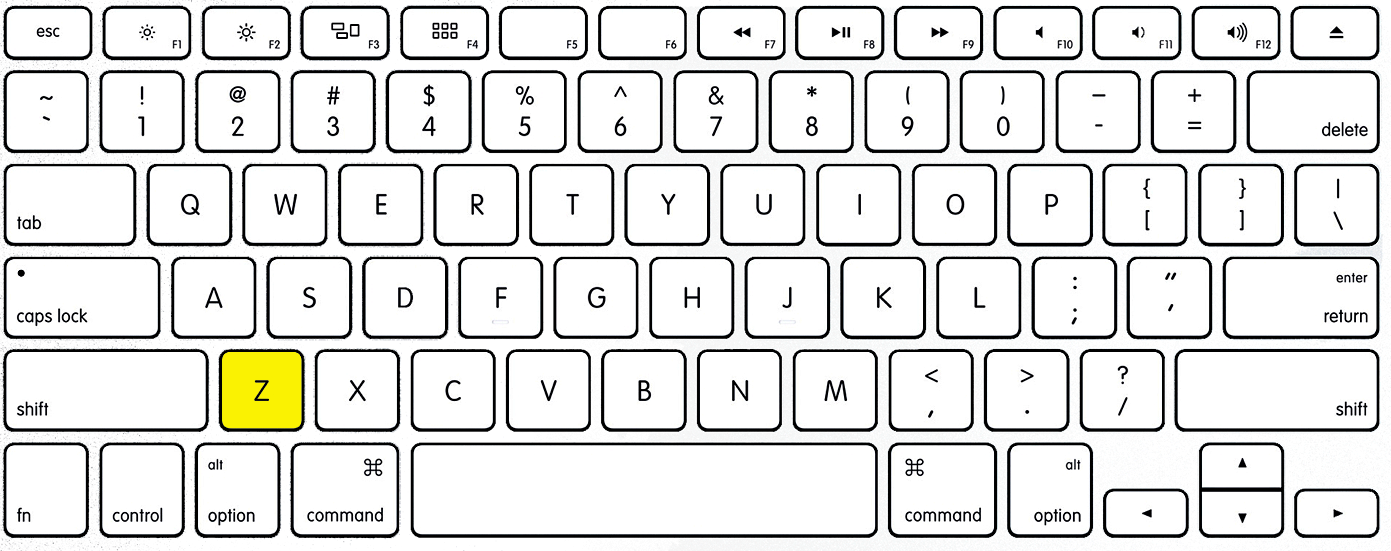 esc F1 F2 F3 F4 F5 F6 F7 F8 F9 F10 F11 F12
~ ! @ # $ % ^ & * ( ) – +
` 1 2 3 4 5 6 7 8 9 0 - = delete
tab Q W E R T Y U I O P { [ } ] | \
caps lock A S D F G H J K L : ; " ' enter return
shift Z X C V B N M < , > . ? / shift
fn control alt option ⌘ command ⌘ command alt option